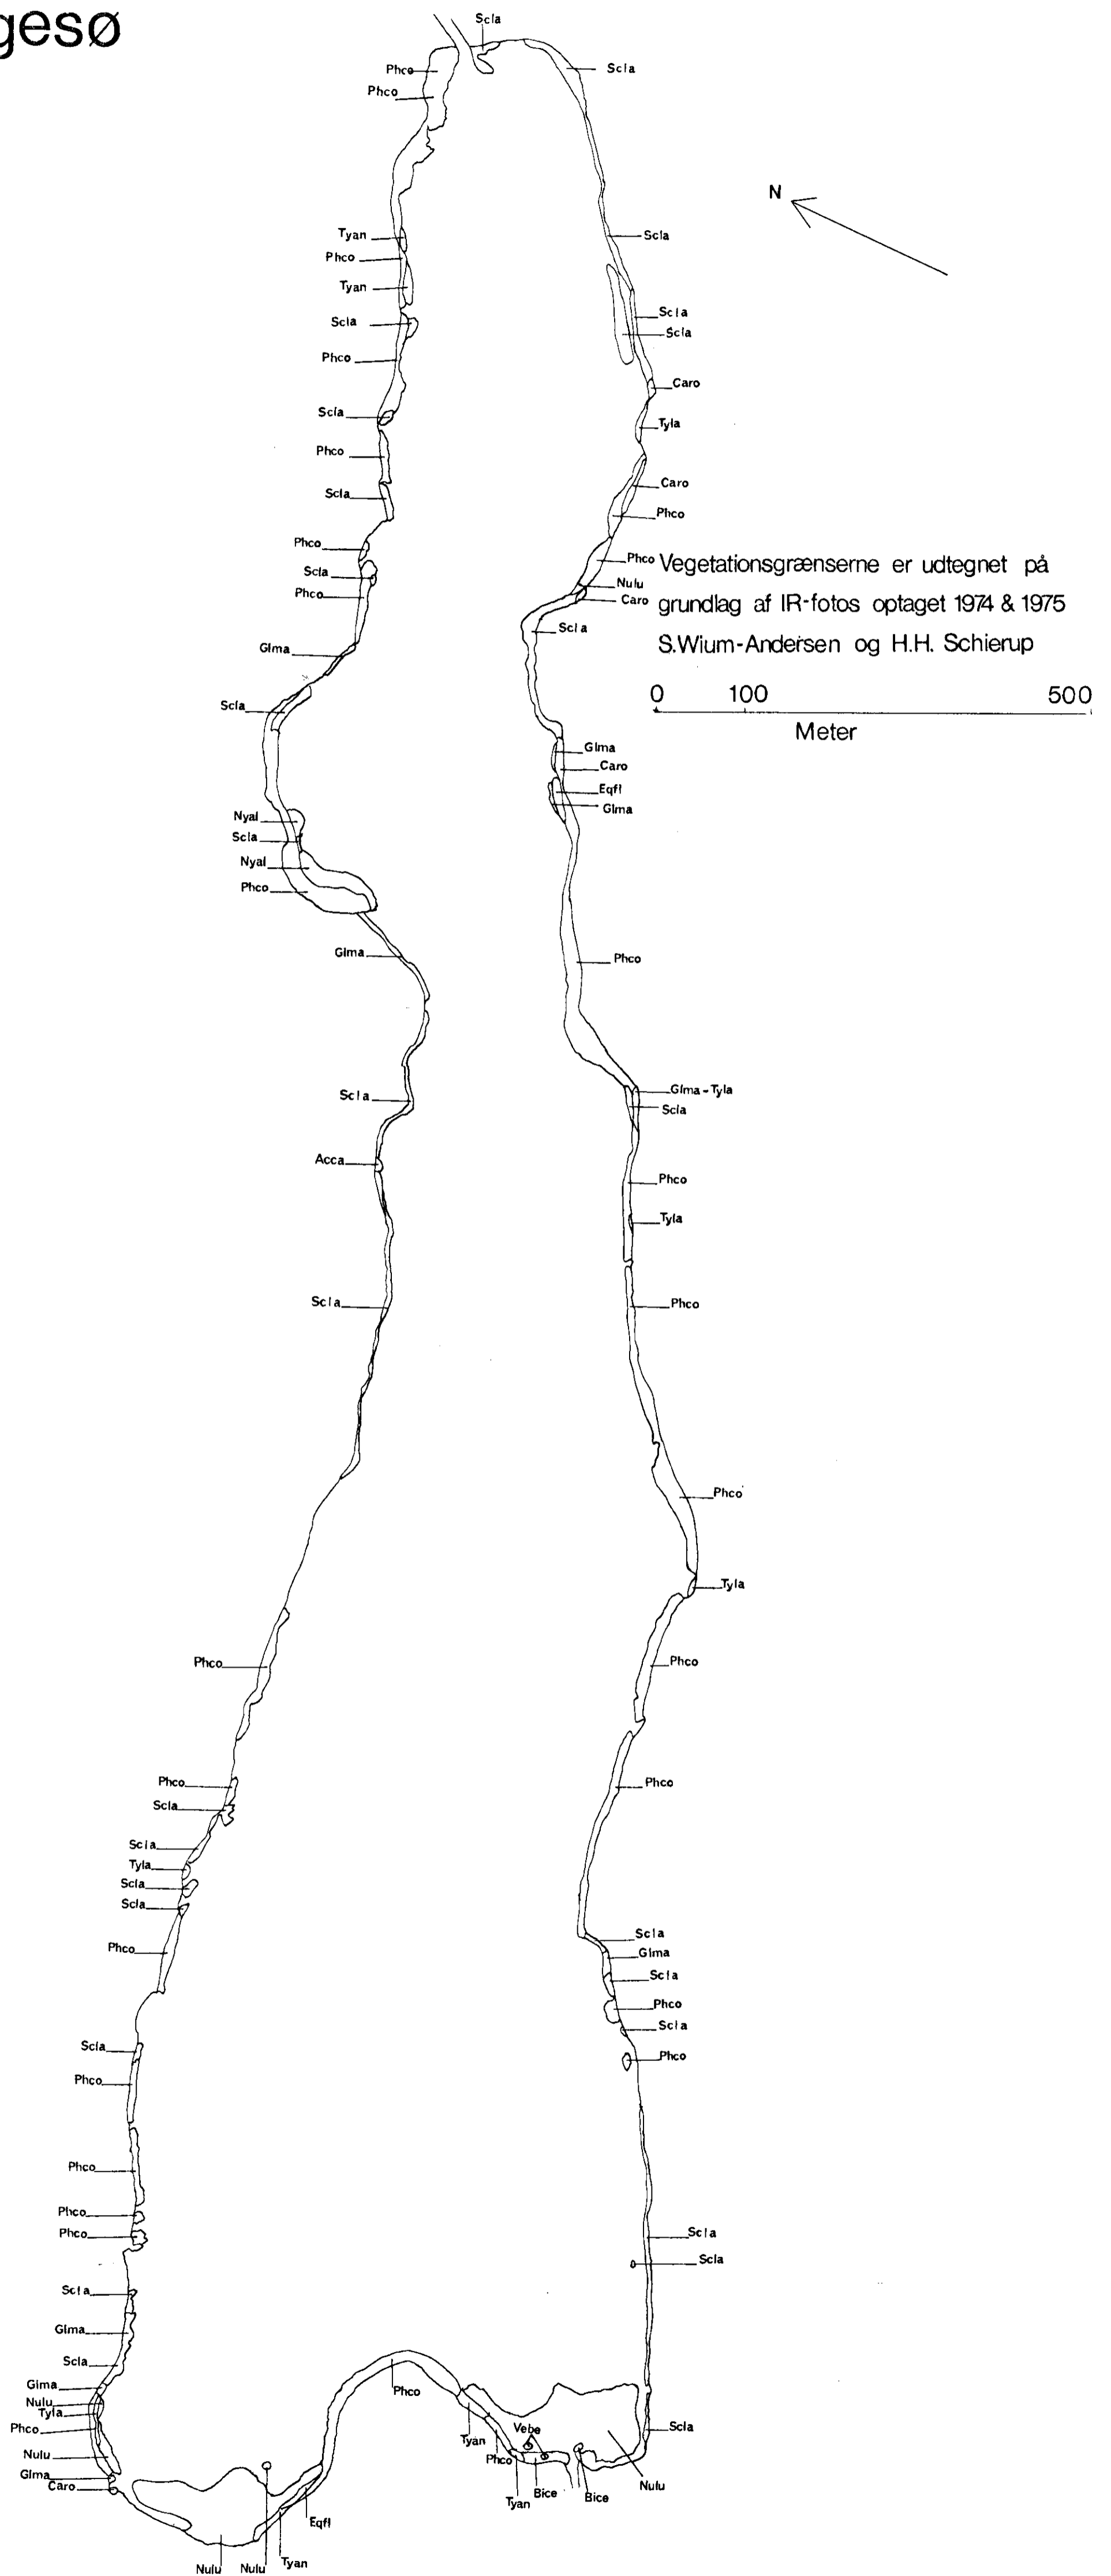 gesø
Scla
Phco
Scla
Phco
N
Tyan
Scla
Phco
Tyan
Scla
Scla
Scla
Phco
Caro
Scla
Tyla
Phco
Caro
Scla
Phco
Phco
Phco
Vegetationsgrænserne er udtegnet på
Scla
Nulu
Phco
Caro
grundlag af IR-fotos optaget 1974 & 1975
Scla
S.Wium-Andersen og H.H. Schierup
Glma
0 100 500
Scla
Meter
Glma
Caro
Eqfl
Glma
Nyal
Scla
Nyal
Phco
Glma
Phco
Glma-Tyla
Scla
Scla
Acca
Phco
Tyla
Scla
Phco
Phco
Tyla
Phco
Phco
Phco
Phco
Scla
Scla
Tyla
Scla
Scla
Scla
Phco
Glma
Scla
Phco
Scla
Scla
Phco
Phco
Phco
Phco
Phco
Scla
Scla
Scla
Glma
Scla
Glma
Nulu
Phco
Tyla
Phco
Vebe
Scla
Tyan
Nulu
Phco
Glma
Caro
Nulu
Bice
Bice
Tyan
Eqfl
Tyan
Nulu
Nulu